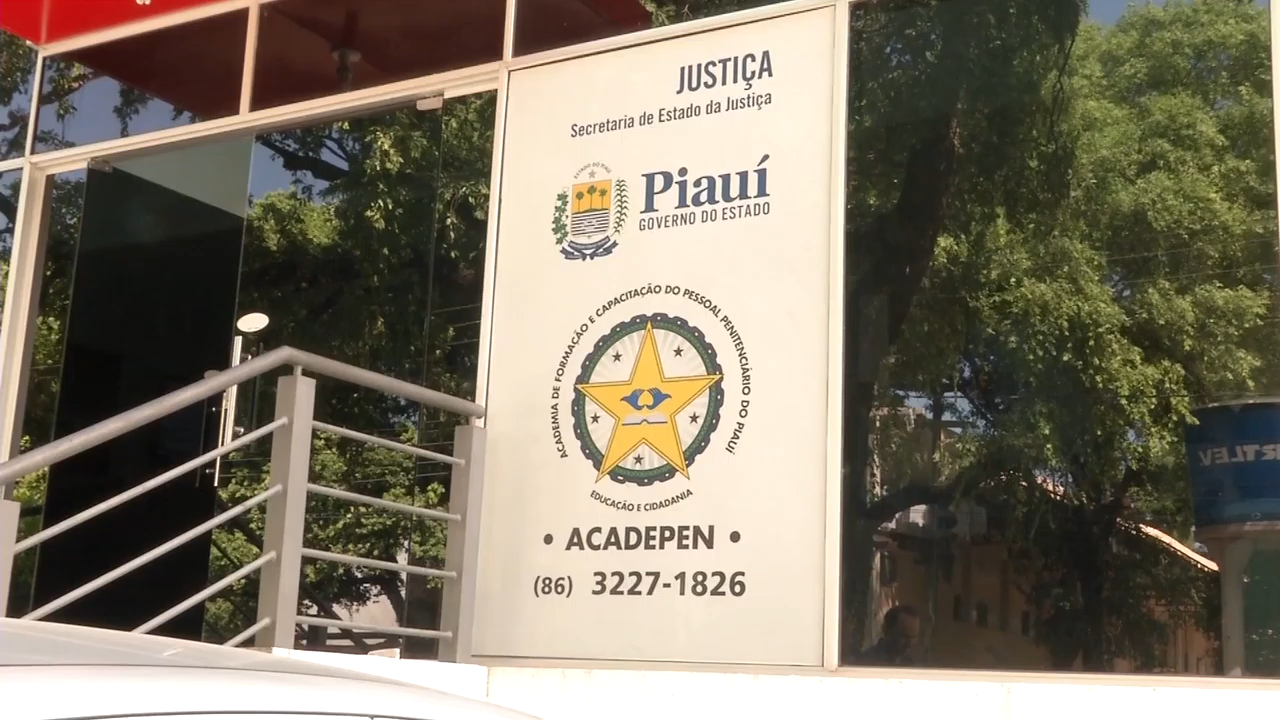 JUSTIÇA
Secretaria de Estado da Justiça
ESTADO DO PIAUÍ
Piauí
GOVERNO DO ESTADO
ACADEMIA DE FORMAÇÃO E CAPACITAÇÃO DO PESSOAL PENITENCIÁRIO DO PIAUÍ
EDUCAÇÃO E CIDADANIA
• ACADEPEN •
(86) 3227-1826
RTLEV